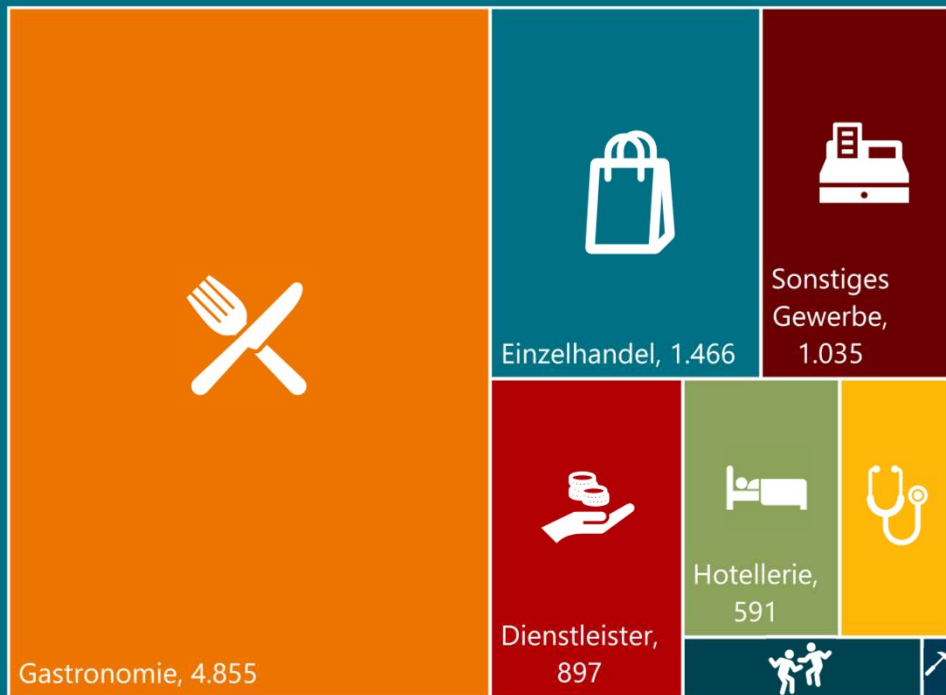 Gastronomie, 4.855
Einzelhandel, 1.466
Sonstiges
Gewerbe,
1.035
Dienstleister,
897
Hotellerie,
591